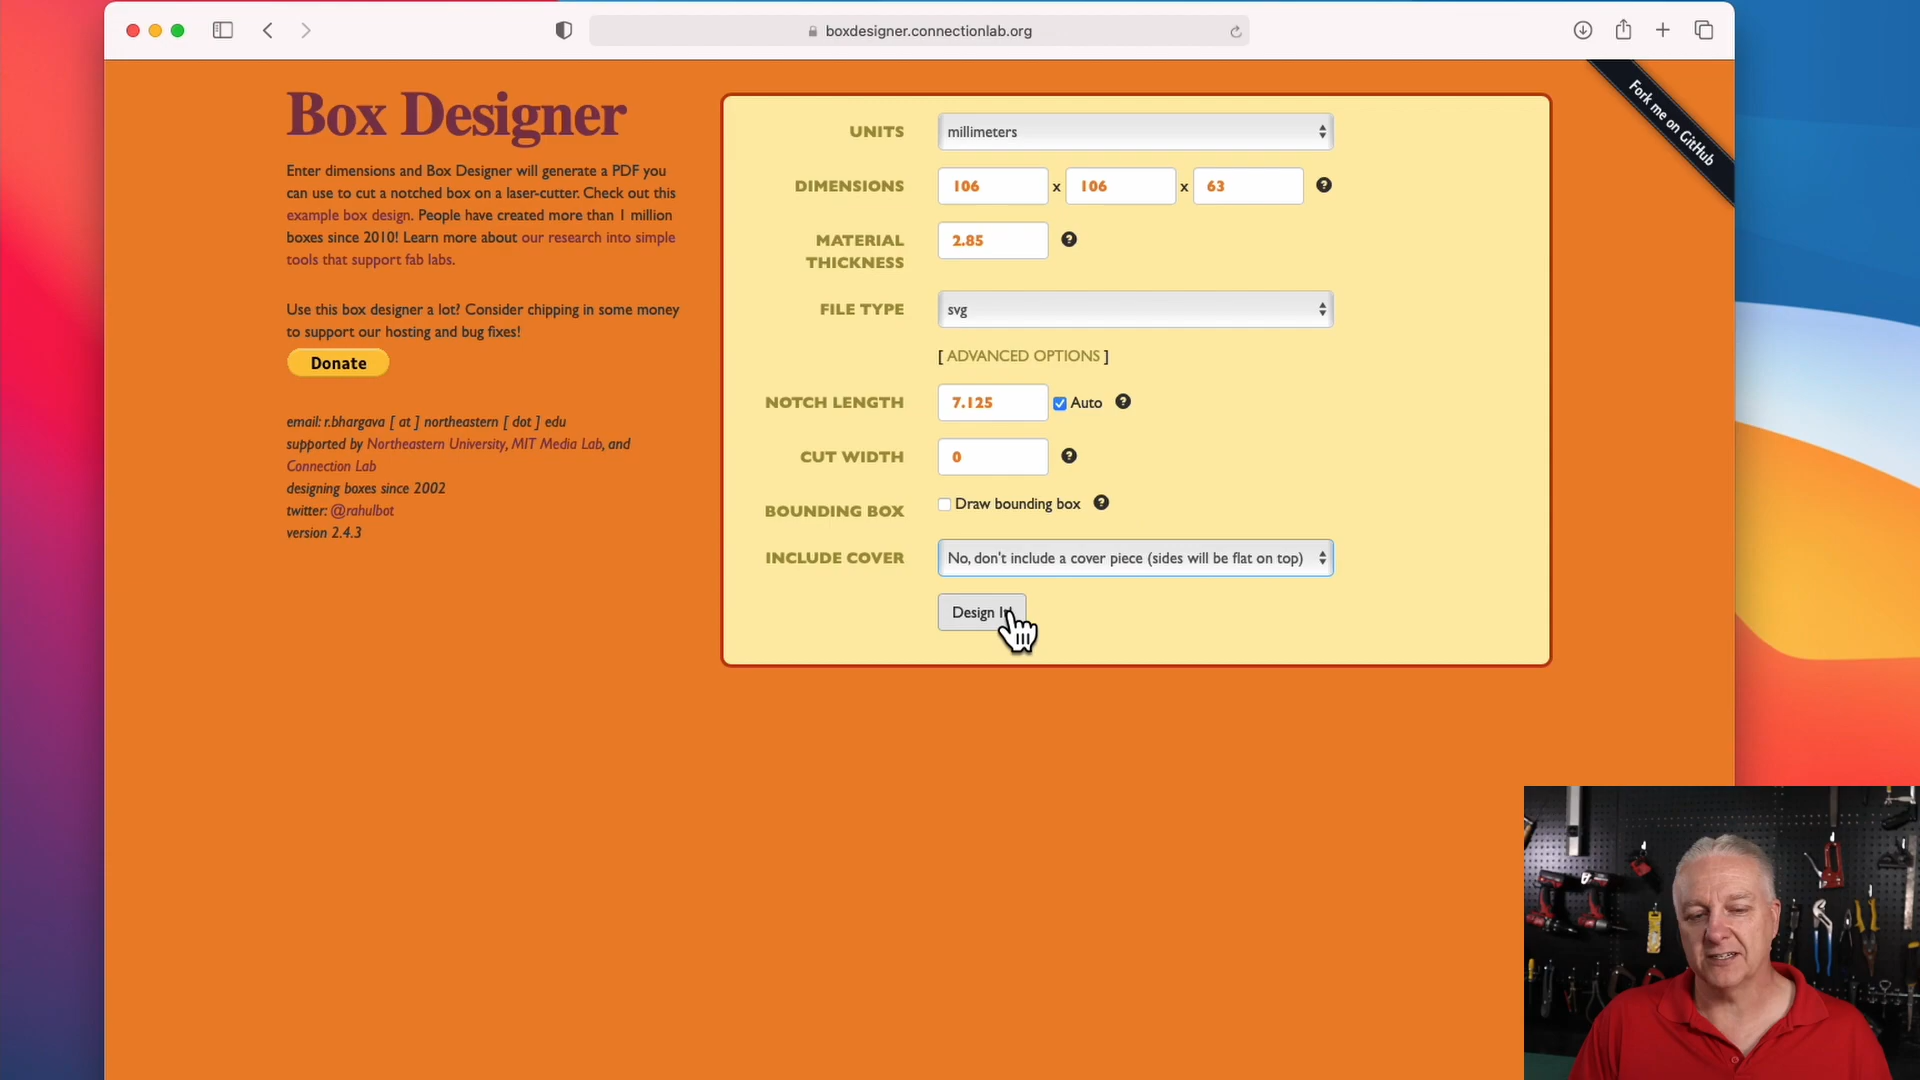 boxdesigner.connectionlab.org
Fork me on GitHub
Box Designer
Enter dimensions and Box Designer will generate a PDF you
can use to cut a notched box on a laser-cutter. Check out this
example box design. People have created more than 1 million
boxes since 2010! Learn more about our research into simple
tools that support fab labs.
Use this box designer a lot? Consider chipping in some money
to support our hosting and bug fixes!
Donate
email: r.bhargava [ at ] northeastern [ dot ] edu
supported by Northeastern University, MIT Media Lab, and
Connection Lab
designing boxes since 2002
twitter: @rahulbot
version 2.4.3
UNITS millimeters
DIMENSIONS 106 x 106 x 63 ?
MATERIAL THICKNESS 2.85 ?
FILE TYPE svg
[ ADVANCED OPTIONS ]
NOTCH LENGTH 7.125 Auto ?
CUT WIDTH 0 ?
BOUNDING BOX Draw bounding box ?
INCLUDE COVER No, don't include a cover piece (sides will be flat on top)
Design It!